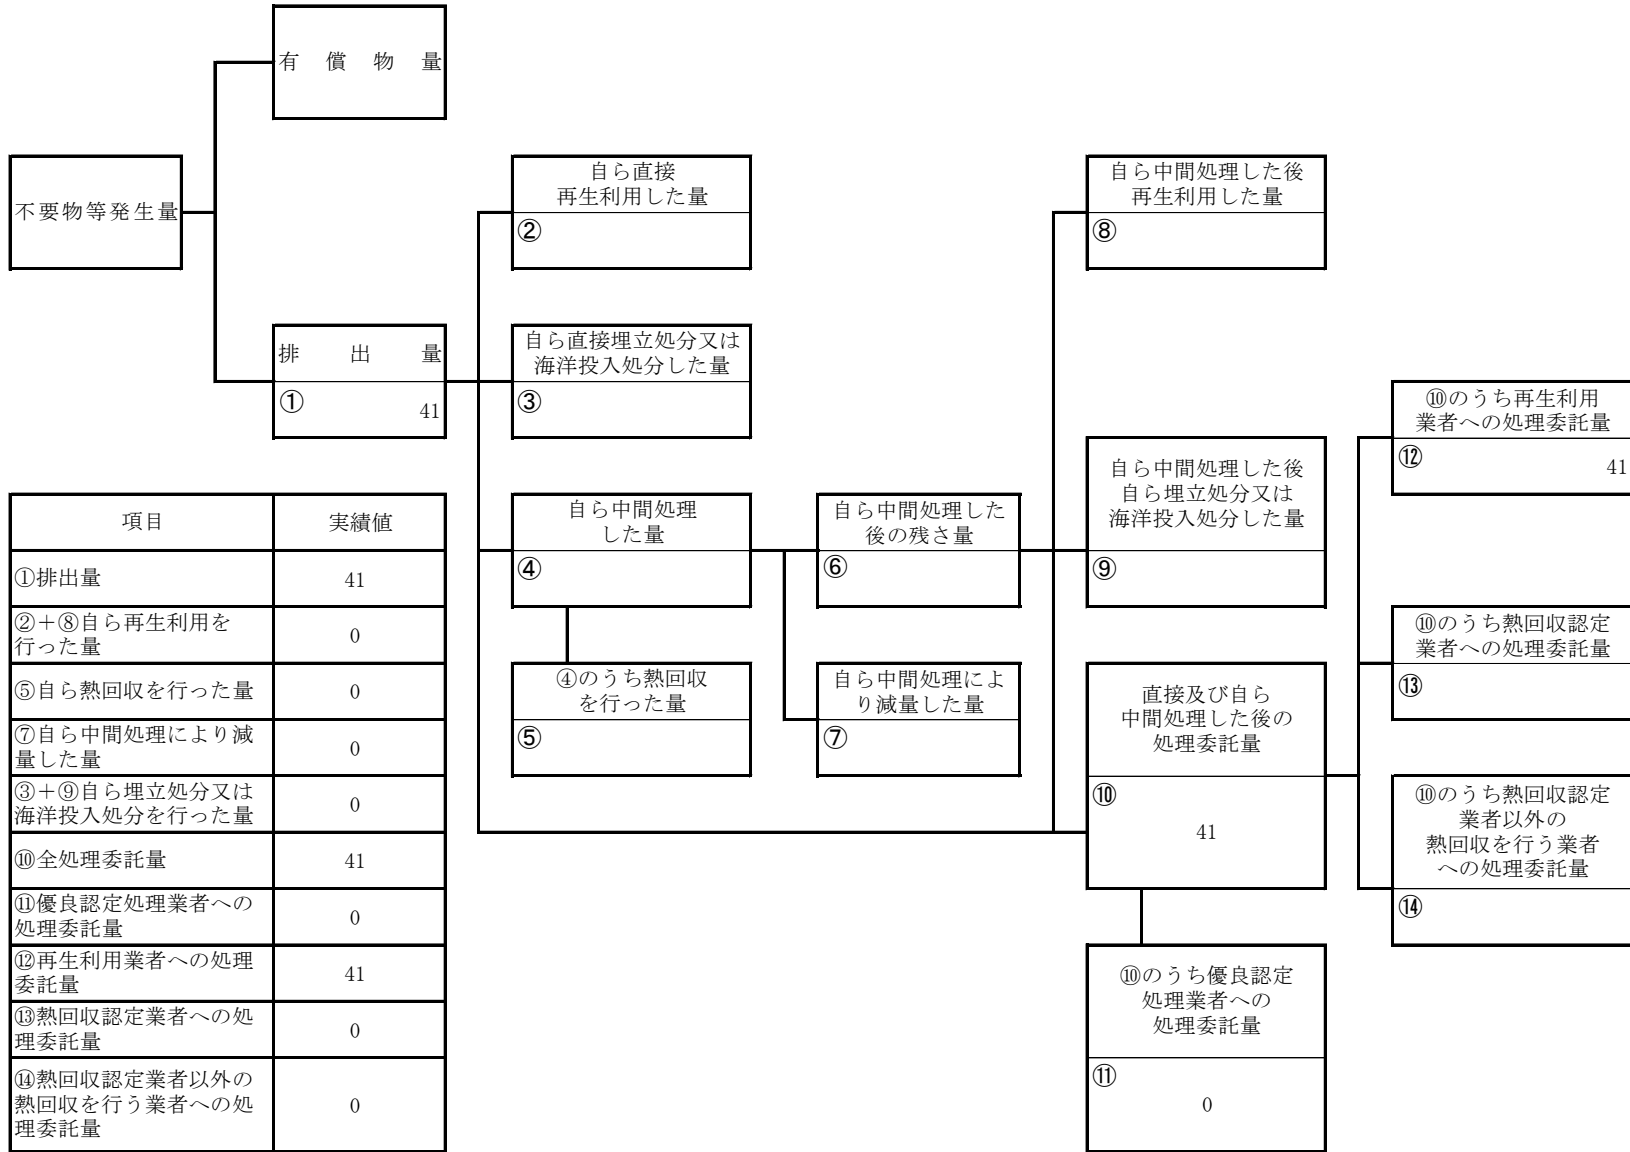 有償物量
不要物等発生量
排出量
①
41
自ら直接
再生利用した量
②
自ら直接埋立処分又は
海洋投入処分した量
③
自ら中間処理
した量
④
④のうち熱回収
を行った量
⑤
自ら中間処理した
後の残さ量
⑥
自ら中間処理によ
り減量した量
⑦
自ら中間処理した後
再生利用した量
⑧
自ら中間処理した後
自ら埋立処分又は
海洋投入処分した量
⑨
直接及び自ら
中間処理した後の
処理委託量
⑩
41
⑩のうち優良認定
処理業者への
処理委託量
⑪
0
⑩のうち再生利用
業者への処理委託量
⑫
41
⑩のうち熱回収認定
業者への処理委託量
⑬
⑩のうち熱回収認定
業者以外の
熱回収を行う業者
への処理委託量
⑭
項目 実績値
①排出量 41
②＋⑧自ら再生利用を
行った量 0
⑤自ら熱回収を行った量 0
⑦自ら中間処理により減
量した量 0
③＋⑨自ら埋立処分又は
海洋投入処分を行った量 0
⑩全処理委託量 41
⑪優良認定処理業者への
処理委託量 0
⑫再生利用業者への処理
委託量 41
⑬熱回収認定業者への処
理委託量 0
⑭熱回収認定業者以外の
熱回収を行う業者への処
理委託量 0